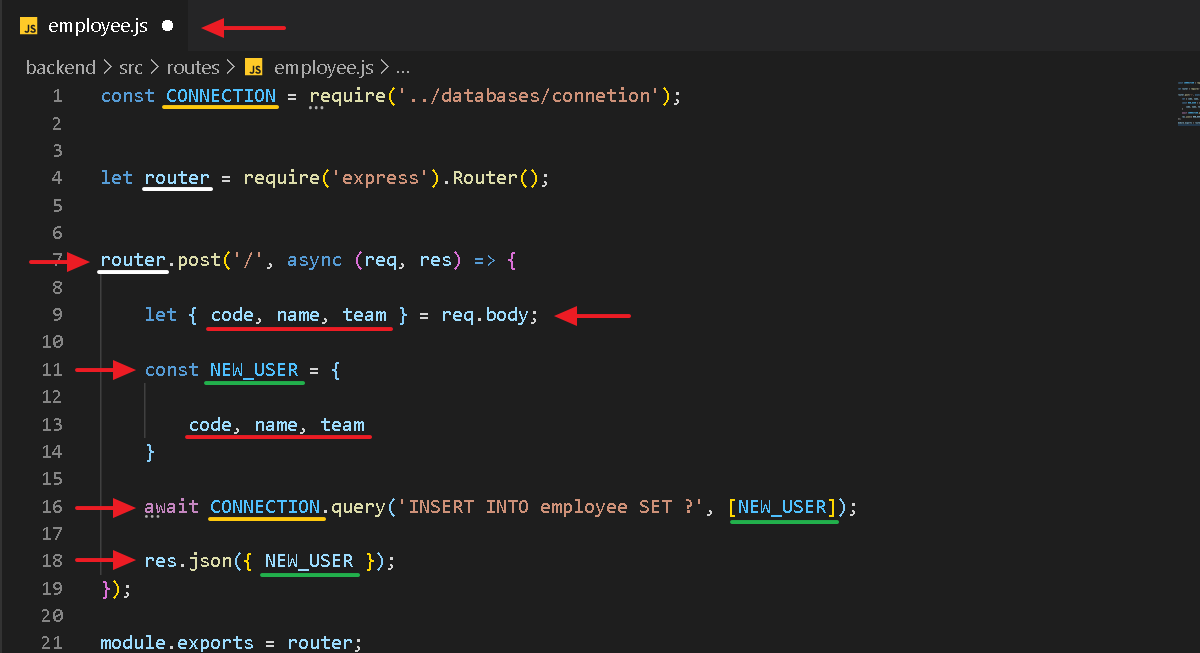 JS employee.js
backend > src > routes > JS employee.js > ...
1 const CONNECTION = require('../databases/connetion');
2
3
4 let router = require('express').Router();
5
6
7 router.post('/', async (req, res) => {
8
9 let { code, name, team } = req.body;
10
11 const NEW_USER = {
12
13 code, name, team
14 }
15
16 await CONNECTION.query('INSERT INTO employee SET ?', [NEW_USER]);
17
18 res.json({ NEW_USER });
19 });
20
21 module.exports = router;